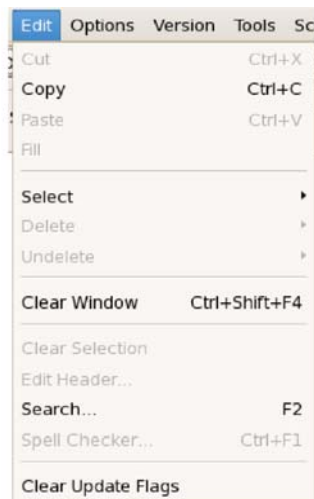 Edit Options Version Tools Sc
Cut Ctrl+X
Copy Ctrl+C
Paste Ctrl+V
Fill
Select
Delete
Undelete
Clear Window Ctrl+Shift+F4
Clear Selection
Edit Header...
Search... F2
Spell Checker... Ctrl+F1
Clear Update Flags